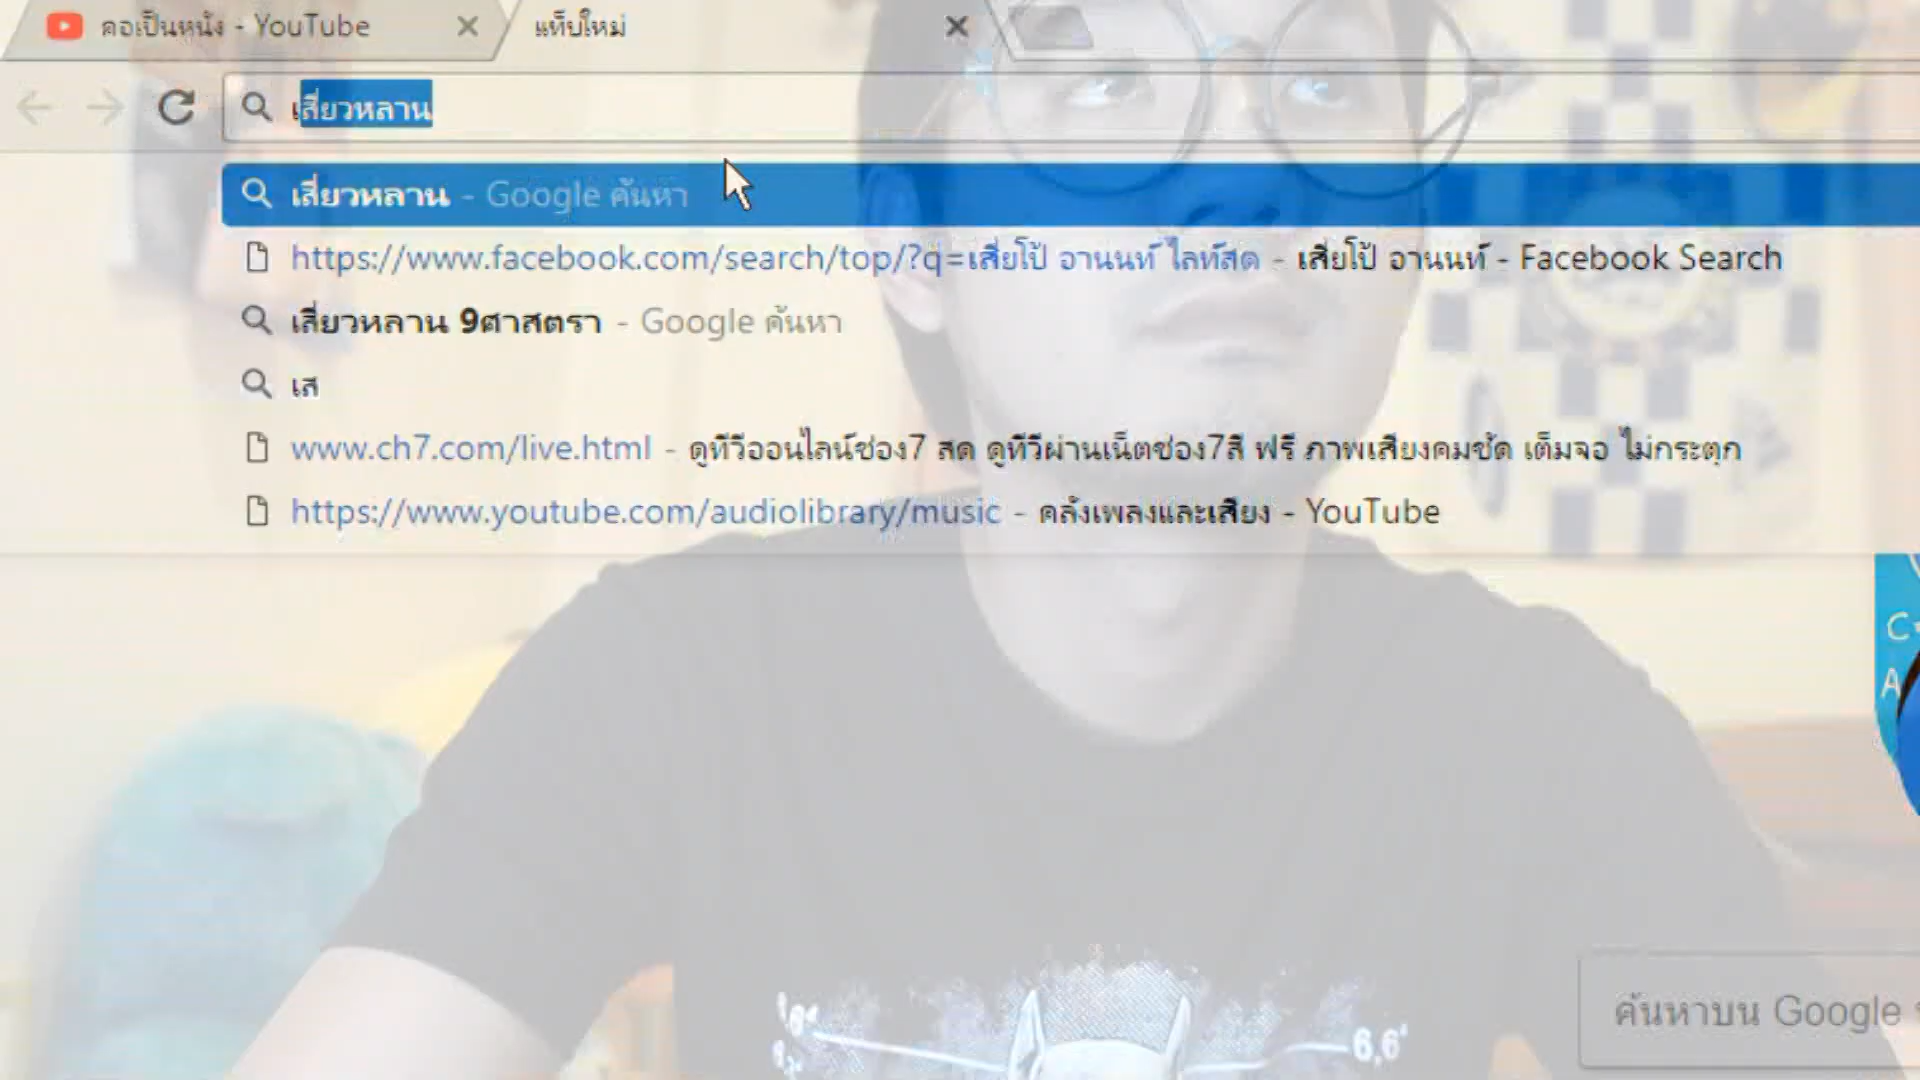 คอเป็นหนัง - YouTube
แท็บใหม่
เสี่ยวหลาน
เสี่ยวหลาน - Google ค้นหา
https://www.facebook.com/search/top/?q=เสี่ยโป้ อานนท์ ไลท์สด - เสี่ยโป้ อานนท์ - Facebook Search
เสี่ยวหลาน 9ศาสตรา - Google ค้นหา
เส
www.ch7.com/live.html - ดูทีวีออนไลน์ช่อง7 สด ดูทีวีผ่านเน็ตช่อง7สี ฟรี ภาพเสียงคมชัด เต็มจอ ไม่กระตุก
https://www.youtube.com/audiolibrary/music - คลังเพลงและเสียง - YouTube
C
A
ค้นหาบน Google
6,6'